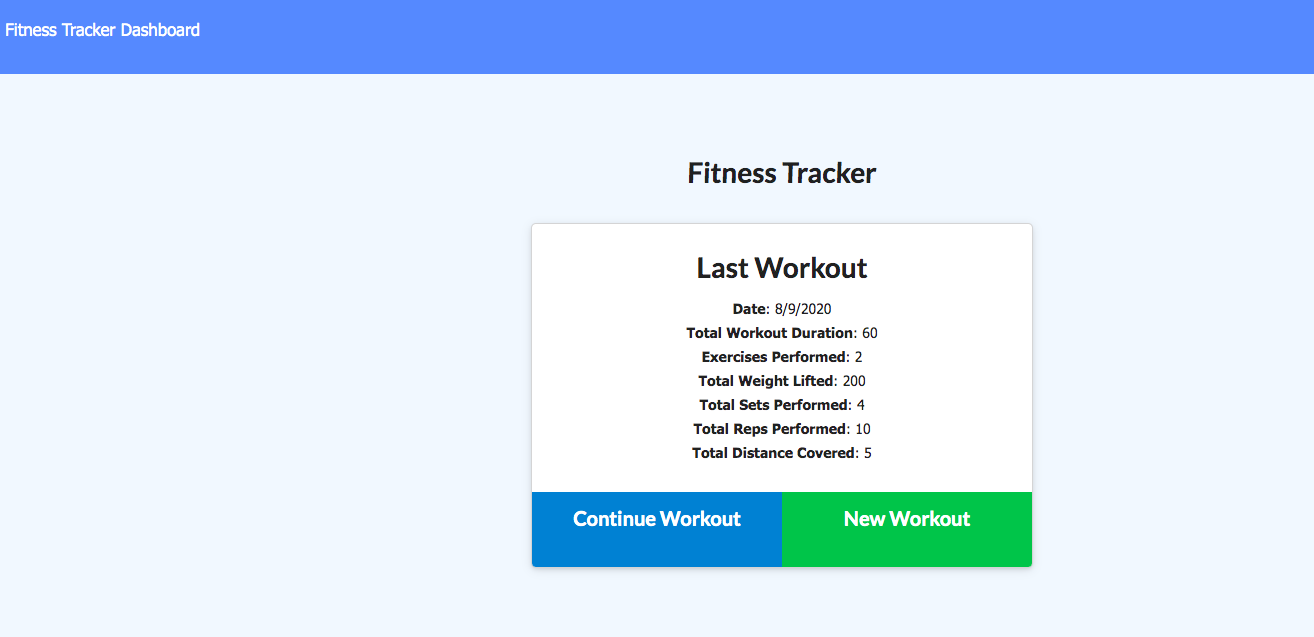 Fitness Tracker Dashboard
Fitness Tracker
Last Workout
Date: 8/9/2020
Total Workout Duration: 60
Exercises Performed: 2
Total Weight Lifted: 200
Total Sets Performed: 4
Total Reps Performed: 10
Total Distance Covered: 5
Continue Workout New Workout